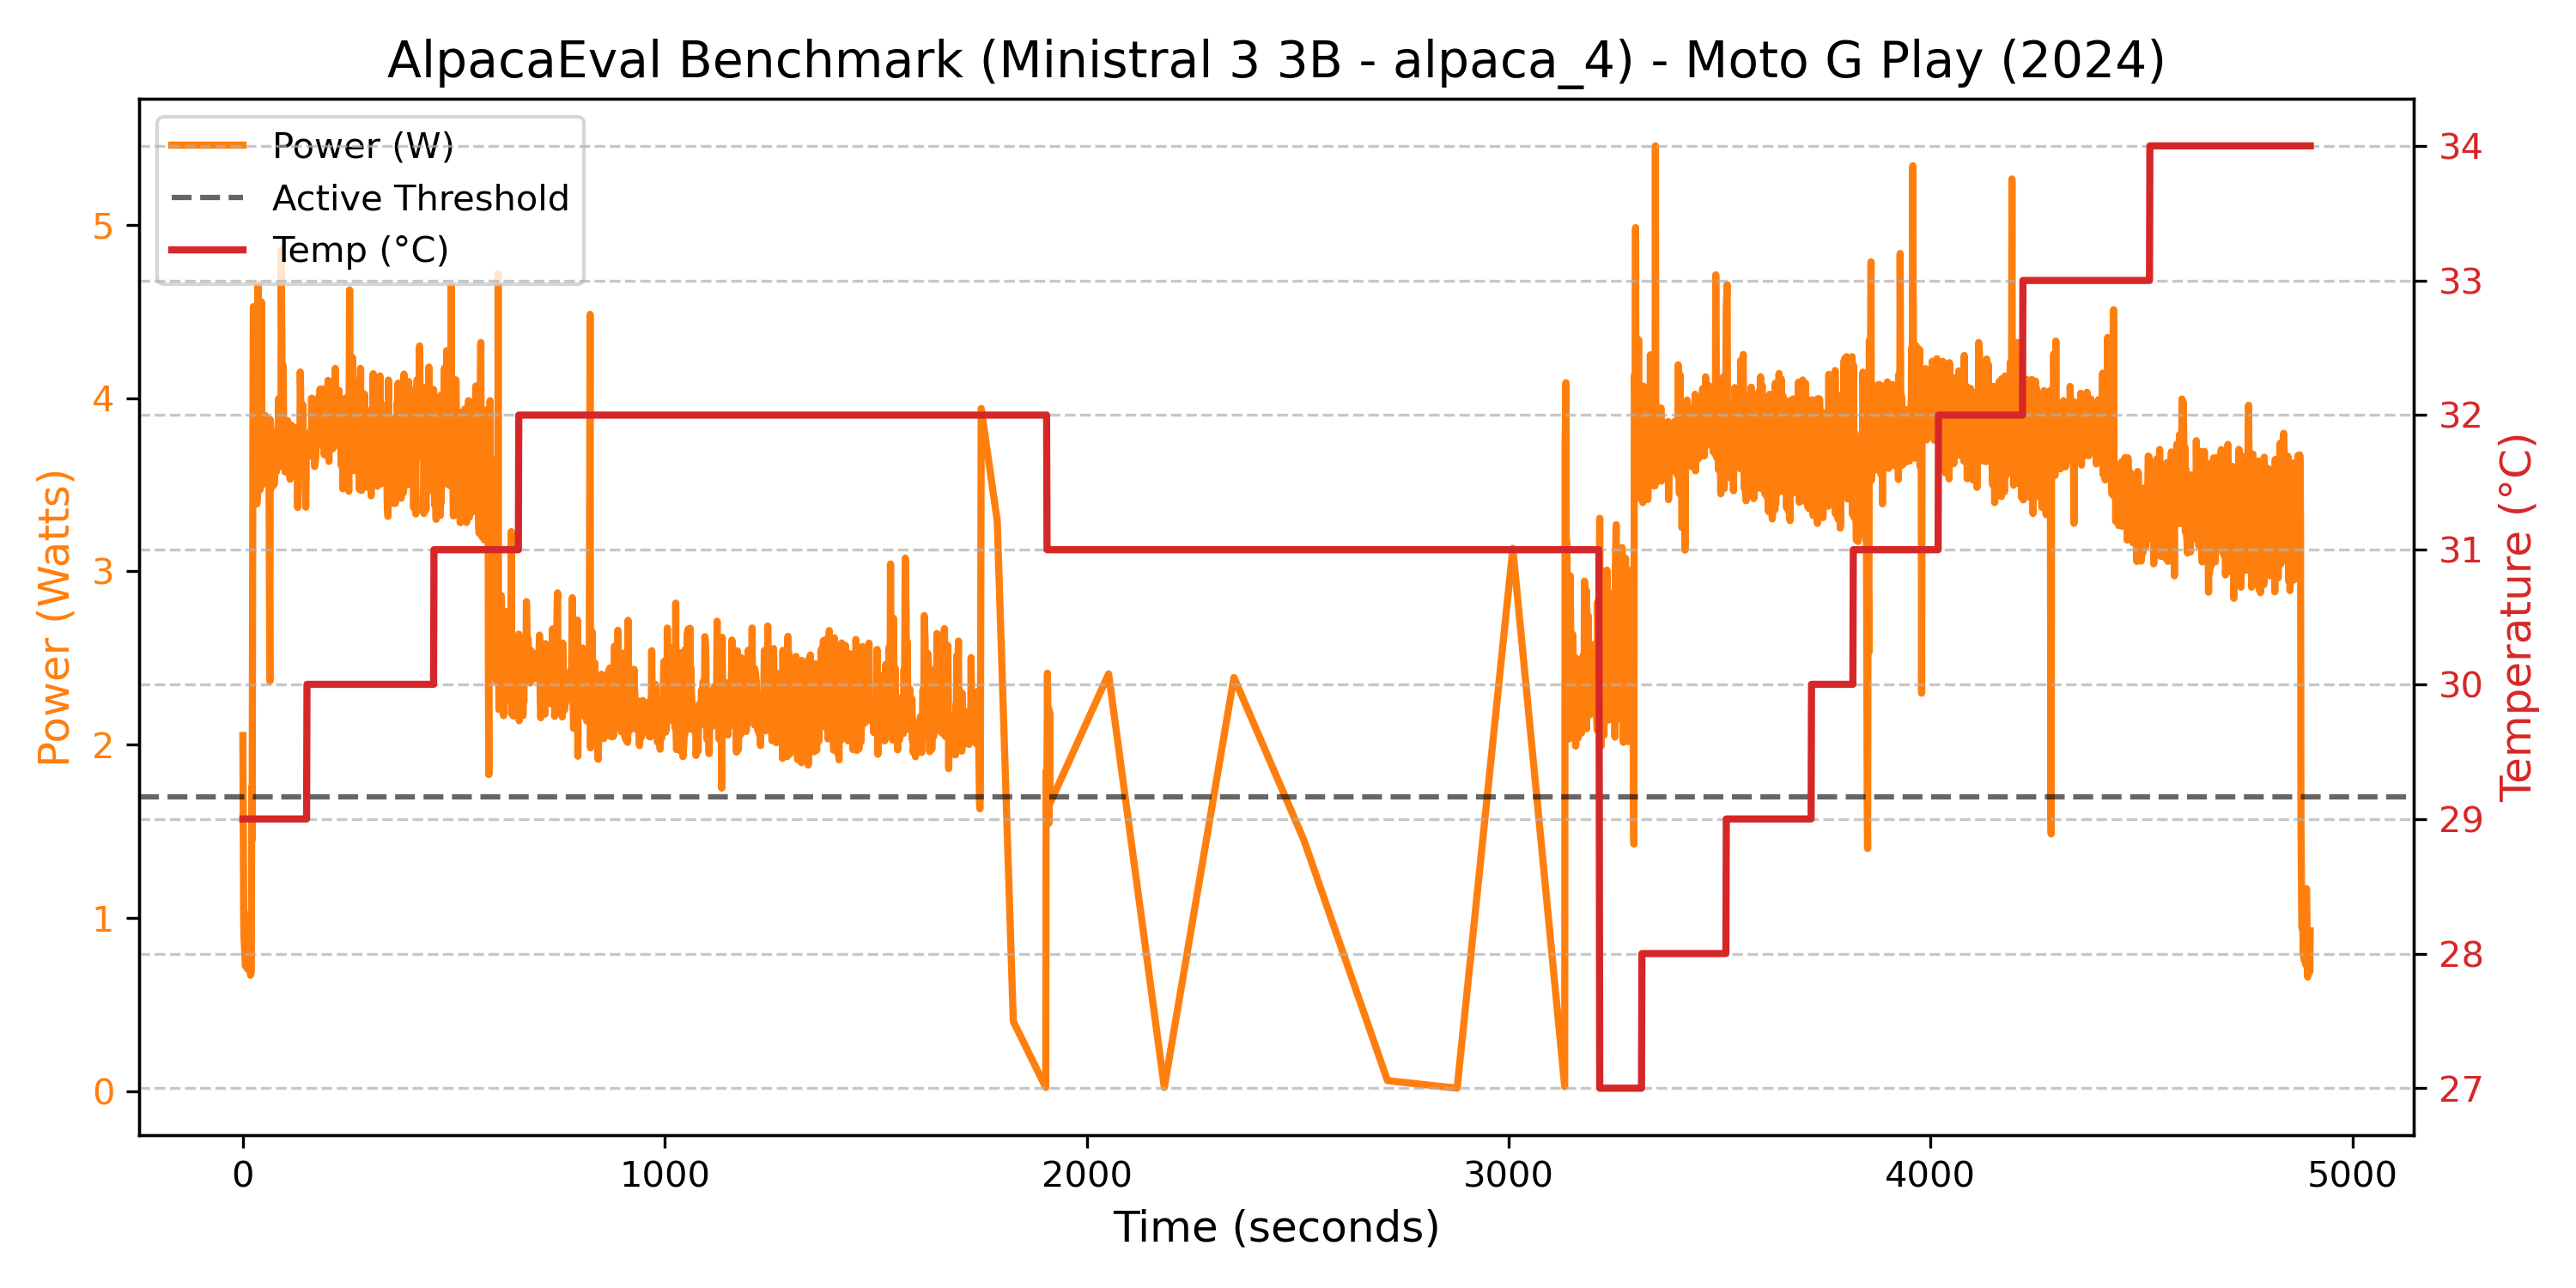 AlpacaEval Benchmark (Ministral 3 3B - alpaca_4) - Moto G Play (2024)
Power (W)
Active Threshold
Temp (°C)
Power (Watts)
5
4
3
2
1
0
34
33
32
31
30
29
28
27
Temperature (°C)
0 1000 2000 3000 4000 5000
Time (seconds)